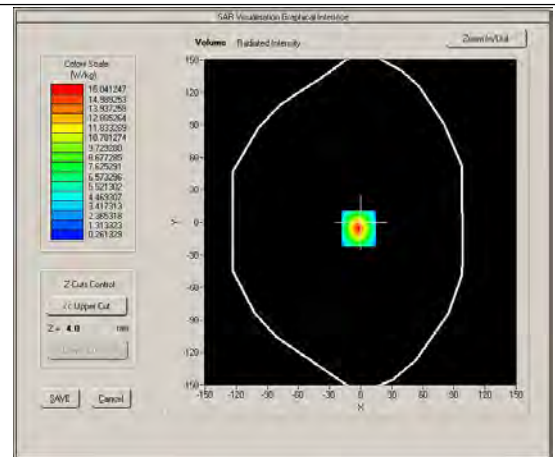 SAR Visualisation Graphical Interface
Volume Radiated Intensity
Zoom In/Out
Colour Scale
(W/kg)
16.041247
14.989253
13.937259
12.885264
11.833269
10.781274
9.729280
8.677285
7.625291
6.573296
5.521302
4.469307
3.417313
2.365318
1.313323
0.261329
Z-Cuts Control
<< Upper Cut
Z = 4.0 mm
SAVE
Cancel
150
120
90
60
30
0
-30
-60
-90
-120
-150
Y
-150 -120 -90 -60 -30 0 30 60 90 120 150
X